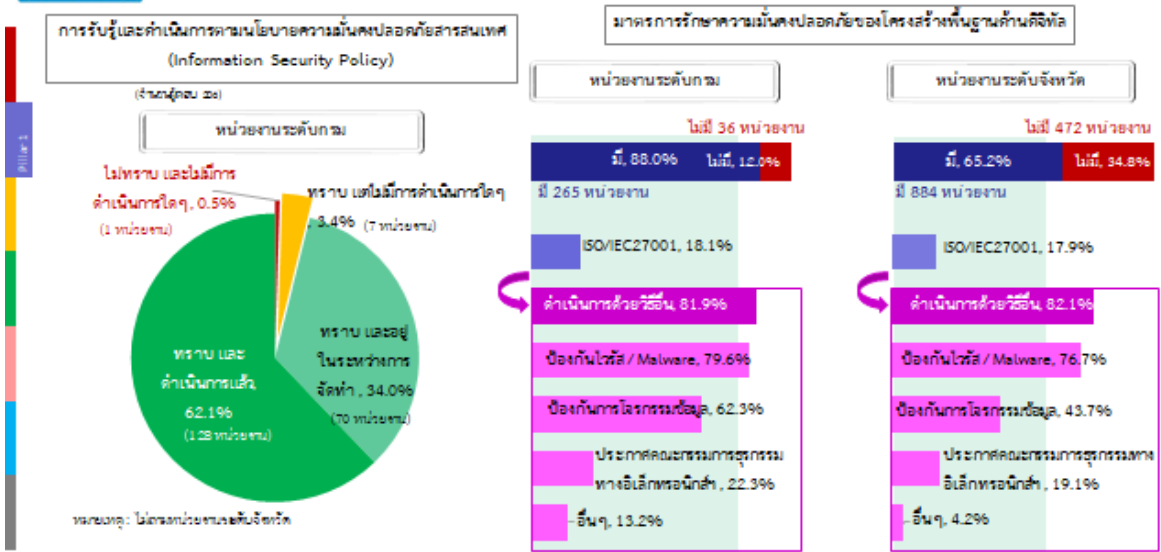 การรับรู้และดำเนินการตามนโยบายความมั่นคงปลอดภัยสารสนเทศ
(Information Security Policy)
(จำนวนผู้ตอบ 206)
หน่วยงานระดับกรม
Pillar 1
ไม่ทราบ และไม่มีการ
ดำเนินการใดๆ, 0.5%
(1 หน่วยงาน)
ทราบ แต่ไม่มีการดำเนินการใดๆ
, 3.4% (7 หน่วยงาน)
ทราบ และอยู่
ในระหว่างการ
จัดทำ, 34.0%
(70 หน่วยงาน)
ทราบ และ
ดำเนินการแล้ว,
62.1%
(128 หน่วยงาน)
หมายเหตุ: ไม่ถามหน่วยงานระดับจังหวัด
มาตรการรักษาความมั่นคงปลอดภัยของโครงสร้างพื้นฐานด้านดิจิทัล
หน่วยงานระดับกรม
ไม่มี 36 หน่วยงาน
มี, 88.0% ไม่มี, 12.0%
มี 265 หน่วยงาน
ISO/IEC27001, 18.1%
ดำเนินการด้วยวิธีอื่น, 81.9%
ป้องกันไวรัส / Malware, 79.6%
ป้องกันการโจรกรรมข้อมูล, 62.3%
ประกาศคณะกรรมการธุรกรรม
ทางอิเล็กทรอนิกส์ฯ, 22.3%
อื่นๆ, 13.2%
หน่วยงานระดับจังหวัด
ไม่มี 472 หน่วยงาน
มี, 65.2% ไม่มี, 34.8%
มี 884 หน่วยงาน
ISO/IEC27001, 17.9%
ดำเนินการด้วยวิธีอื่น, 82.1%
ป้องกันไวรัส / Malware, 76.7%
ป้องกันการโจรกรรมข้อมูล, 43.7%
ประกาศคณะกรรมการธุรกรรมทาง
อิเล็กทรอนิกส์ฯ, 19.1%
อื่นๆ, 4.2%